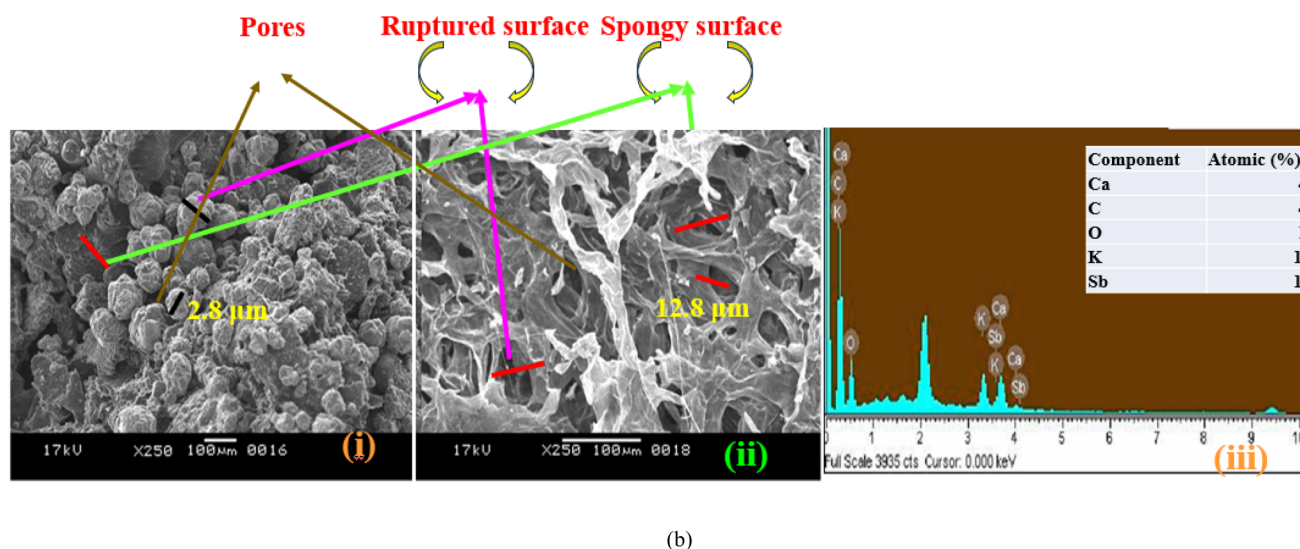 Pores
Ruptured surface Spongy surface
2.8 µm
12.8 µm
17kV X250 100µm 0016
(i)
17kV X250 100µm 0018
(ii)
Ca
C
K
O
K
Ca
Sb
K
Ca
Sb
Component Atomic (%)
Ca
C
O
K 1
Sb 1
0 1 2 3 4 5 6 7 8 9
Full Scale 3935 cts Cursor: 0.000 keV
(iii)
(b)